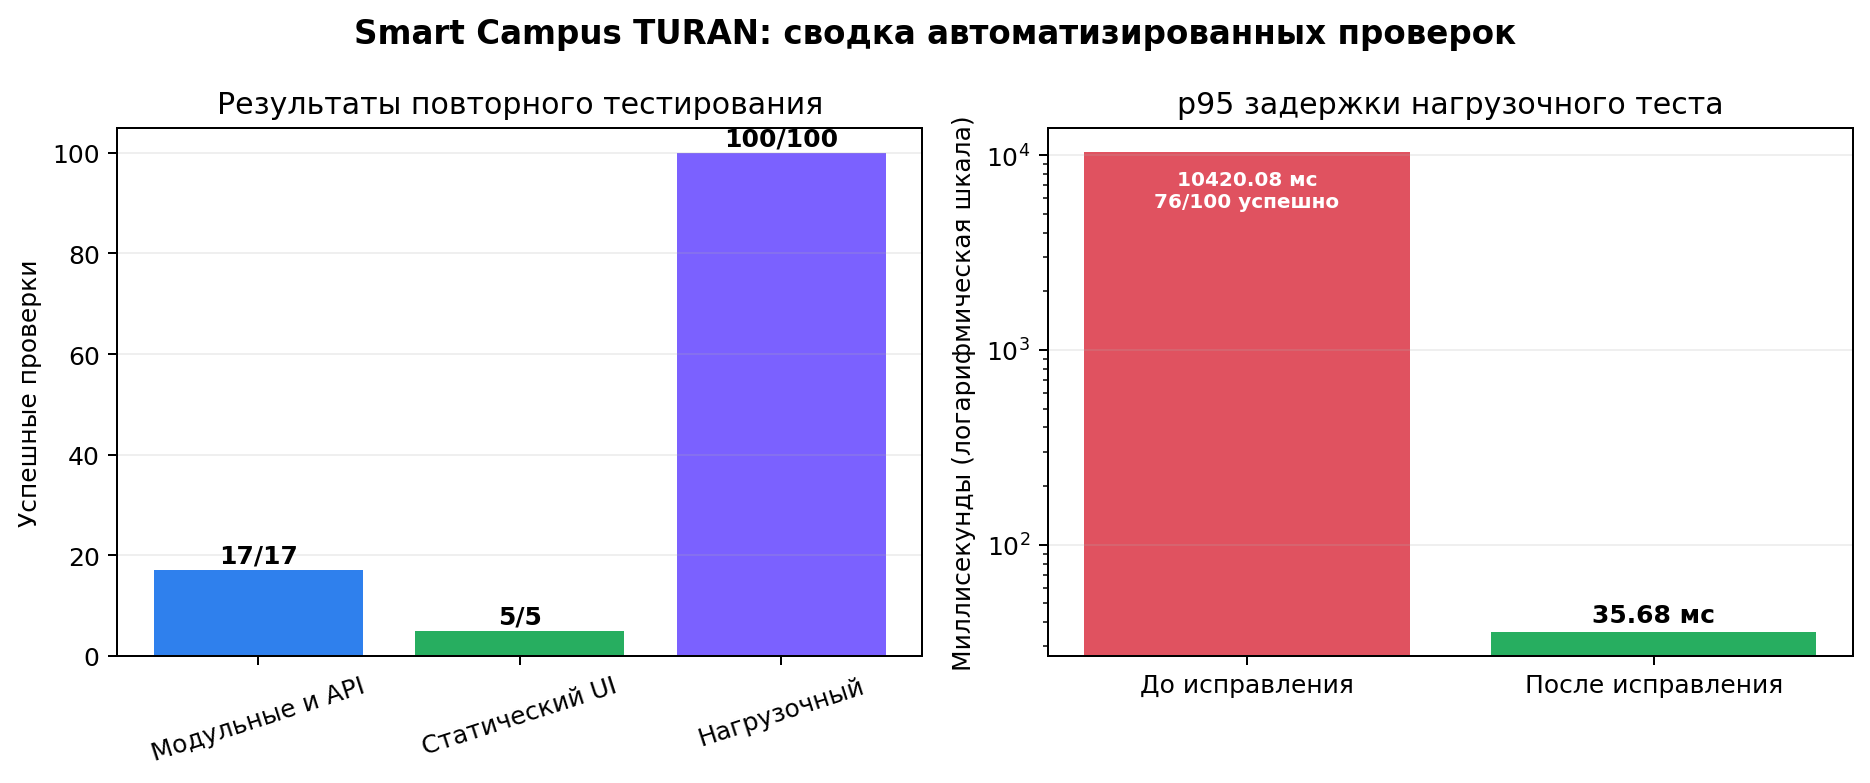 Smart Campus TURAN: сводка автоматизированных проверок
Результаты повторного тестирования
Успешные проверки
100
80
60
40
20
0
17/17
5/5
100/100
Модульные и API
Статический UI
Нагрузочный
p95 задержки нагрузочного теста
Миллисекунды (логарифмическая шкала)
10⁴
10³
10²
10420.08 мс
76/100 успешно
35.68 мс
До исправления
После исправления